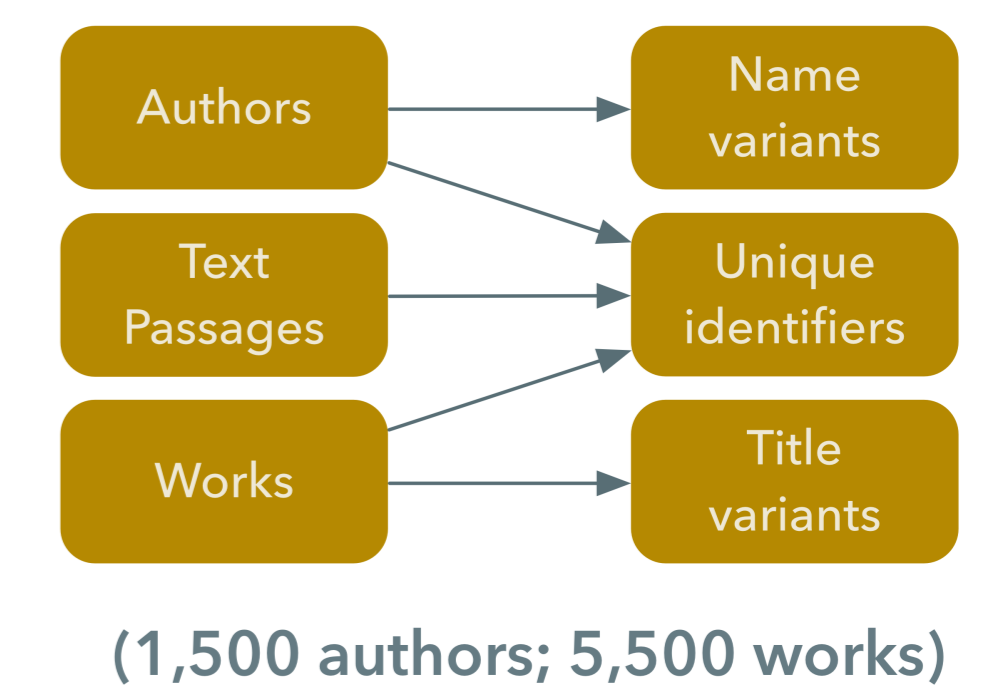 Authors
Name
variants
Text
Passages
Unique
identifiers
Works
Title
variants
(1,500 authors; 5,500 works)